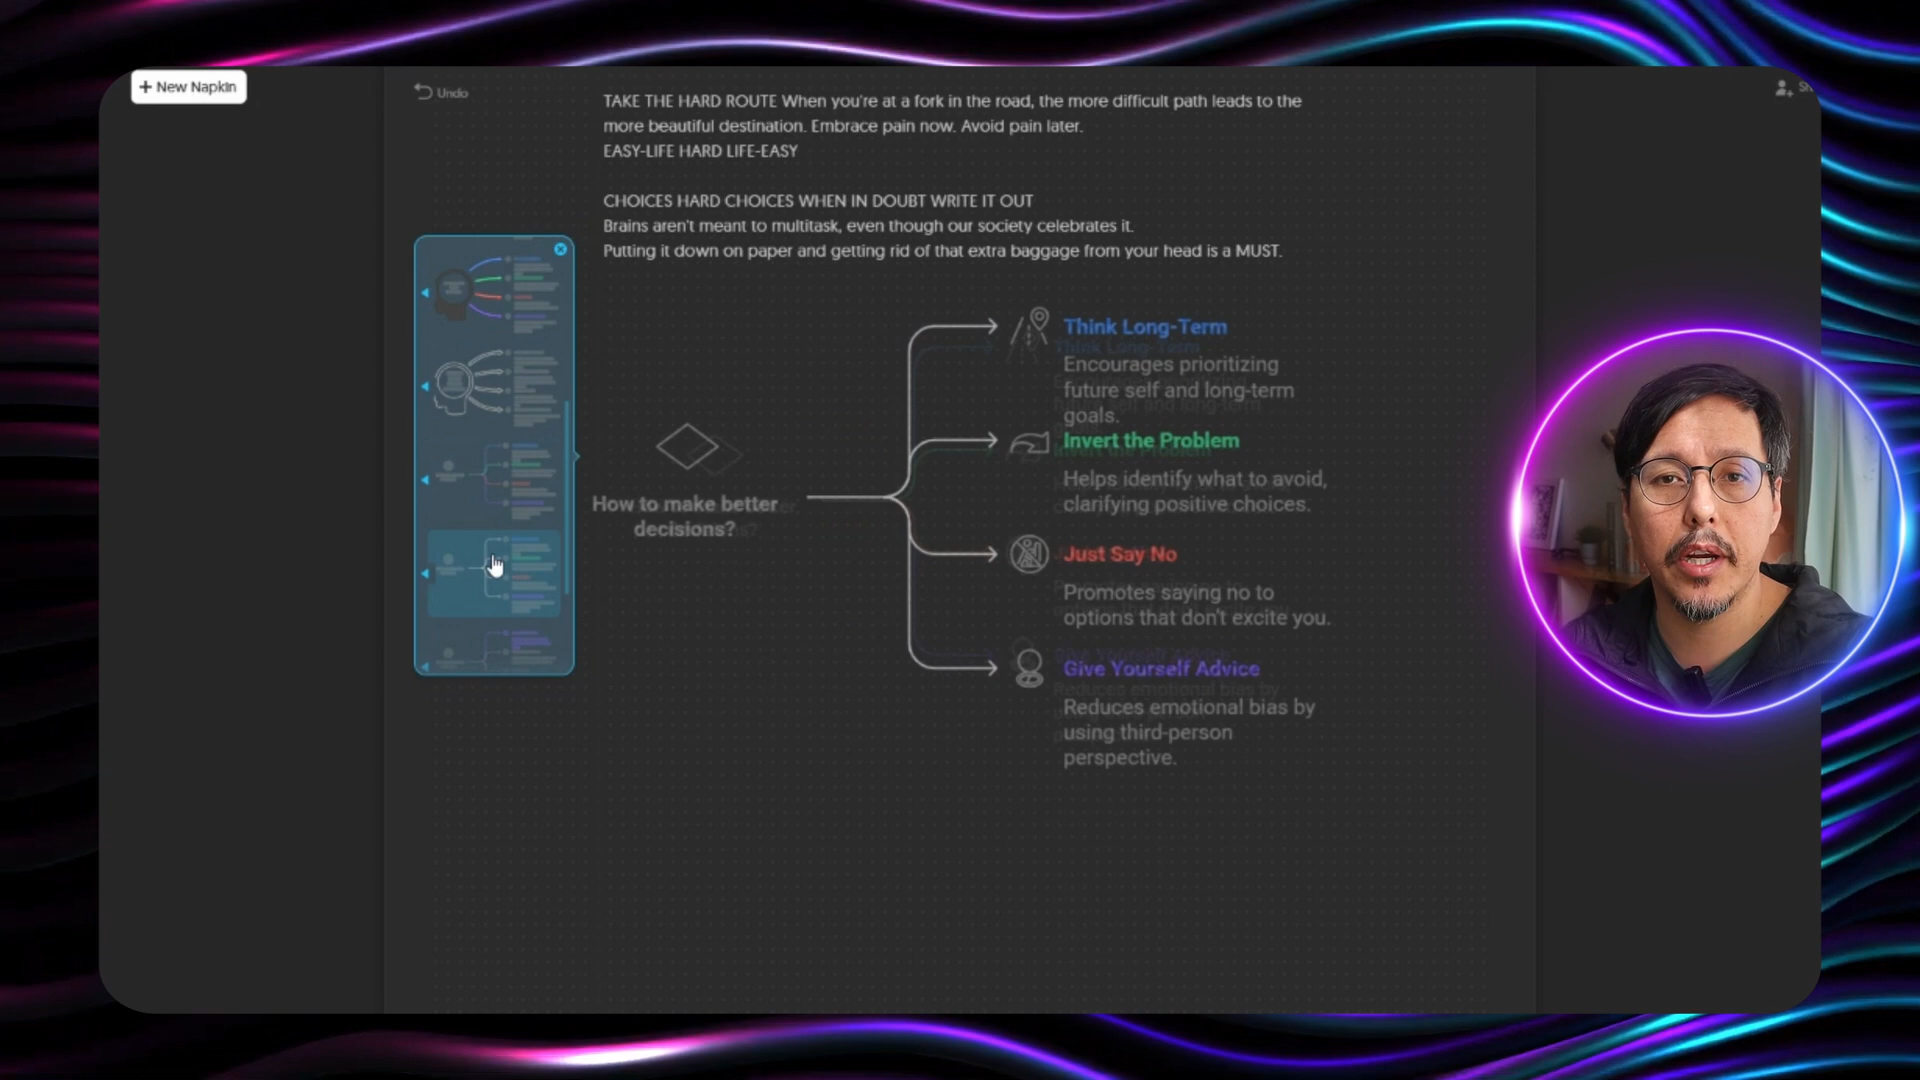 + New Napkin
Undo
TAKE THE HARD ROUTE When you're at a fork in the road, the more difficult path leads to the
more beautiful destination. Embrace pain now. Avoid pain later.
EASY-LIFE HARD LIFE-EASY
CHOICES HARD CHOICES WHEN IN DOUBT WRITE IT OUT
Brains aren't meant to multitask, even though our society celebrates it.
Putting it down on paper and getting rid of that extra baggage from your head is a MUST.
How to make better
decisions?
Think Long-Term
Encourages prioritizing
future self and long-term
goals.
Invert the Problem
Helps identify what to avoid,
clarifying positive choices.
Just Say No
Promotes saying no to
options that don't excite you.
Give Yourself Advice
Reduces emotional bias by
using third-person
perspective.